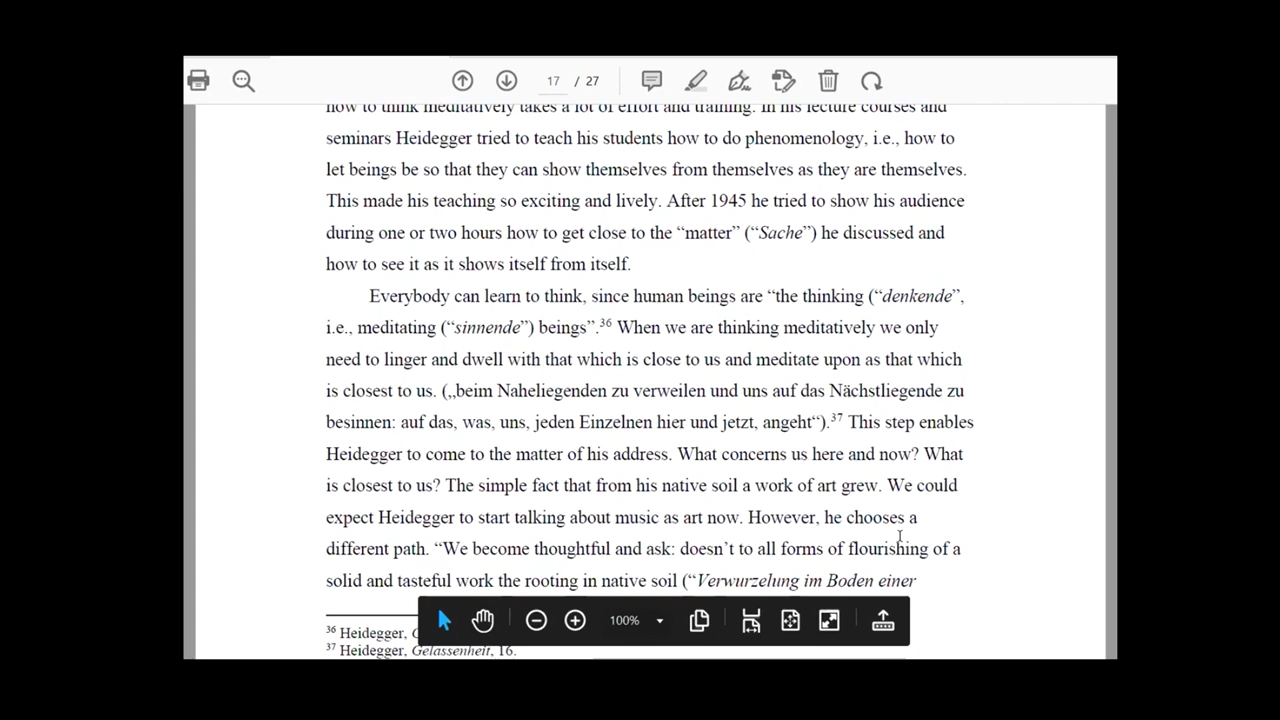 17 / 27
how to think meditatively takes a lot of effort and training. In his lecture courses and
seminars Heidegger tried to teach his students how to do phenomenology, i.e., how to
let beings be so that they can show themselves from themselves as they are themselves.
This made his teaching so exciting and lively. After 1945 he tried to show his audience
during one or two hours how to get close to the “matter” (“Sache”) he discussed and
how to see it as it shows itself from itself.
Everybody can learn to think, since human beings are “the thinking (“denkende”,
i.e., meditating (“sinnende”) beings”.36 When we are thinking meditatively we only
need to linger and dwell with that which is close to us and meditate upon as that which
is closest to us. („beim Naheliegenden zu verweilen und uns auf das Nächstliegende zu
besinnen: auf das, was, uns, jeden Einzelnen hier und jetzt, angeht“).37 This step enables
Heidegger to come to the matter of his address. What concerns us here and now? What
is closest to us? The simple fact that from his native soil a work of art grew. We could
expect Heidegger to start talking about music as art now. However, he chooses a
different path. “We become thoughtful and ask: doesn’t to all forms of flourishing of a
solid and tasteful work the rooting in native soil (“Verwurzelung im Boden einer
100%
36 Heidegger,
37 Heidegger, Gelassenheit, 16.